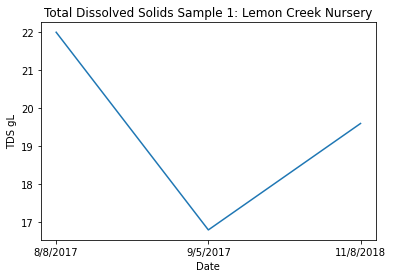 Total Dissolved Solids Sample 1: Lemon Creek Nursery
22
21
20
19
18
17
TDS gL
8/8/2017 9/5/2017 11/8/2018
Date